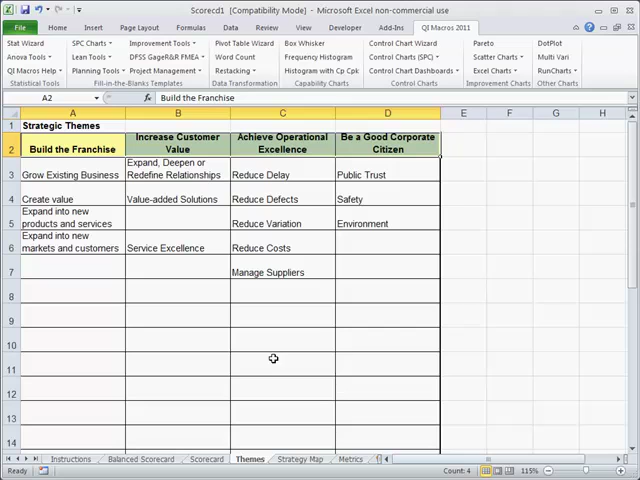 Scorecd1 [Compatibility Mode] - Microsoft Excel non-commercial use
File Home Insert Page Layout Formulas Data Review View Developer Add-Ins QI Macros 2011
Stat Wizard SPC Charts Improvement Tools Pivot Table Wizard Box Whisker Control Chart Wizard Pareto DotPlot
Anova Tools Lean Tools DFSS GageR&R FMEA Word Count Frequency Histogram Control Charts (SPC) Scatter Charts Multi Vari
QI Macros Help Planning Tools Project Management Restacking Histogram with Cp Cpk Control Chart Dashboards Excel Charts RunCharts
Statistical Tools Fill-in-the-Blanks Templates Data Transformation Capability Charts Control Charts (SPC) Other Charts
A2 fx Build the Franchise
A B C D E F G H
1 Strategic Themes
2 Build the Franchise Increase Customer Value Achieve Operational Excellence Be a Good Corporate Citizen
3 Grow Existing Business Expand, Deepen or Redefine Relationships Reduce Delay Public Trust
4 Create value Value-added Solutions Reduce Defects Safety
5 Expand into new products and services Reduce Variation Environment
6 Expand into new markets and customers Service Excellence Reduce Costs
7 Manage Suppliers
8
9
10
11
12
13
14
Instructions Balanced Scorecard Scorecard Themes Strategy Map Metrics
Ready Count: 4 115%